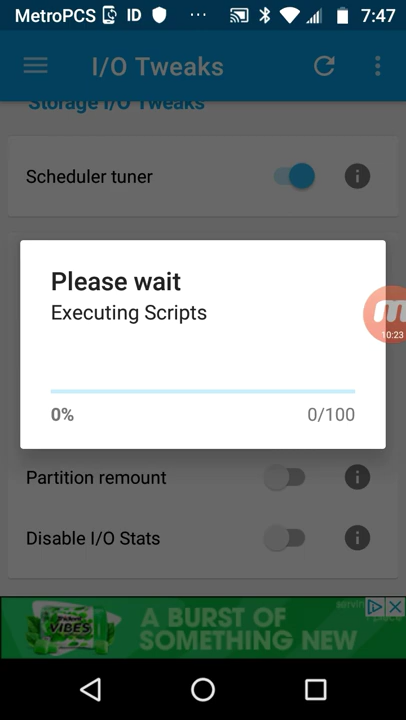 MetroPCS ID ... 7:47
I/O Tweaks
Storage I/O Tweaks
Scheduler tuner
Please wait
Executing Scripts
0% 0/100
10:23
Partition remount
Disable I/O Stats
Trident
VIBES
A BURST OF
SOMETHING NEW